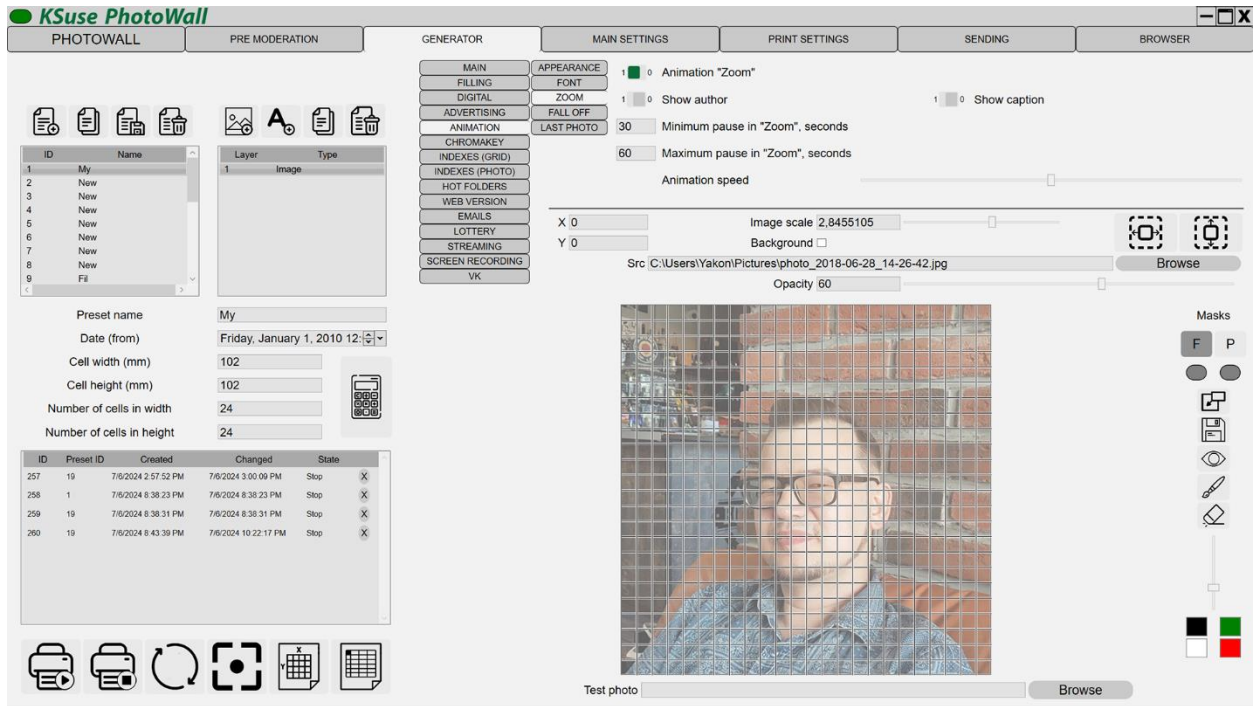 KSuse PhotoWall
PHOTOWALL PRE MODERATION GENERATOR MAIN SETTINGS PRINT SETTINGS SENDING BROWSER
MAIN
FILLING
DIGITAL
ADVERTISING
ANIMATION
CHROMAKEY
INDEXES (GRID)
INDEXES (PHOTO)
HOT FOLDERS
WEB VERSION
EMAILS
LOTTERY
STREAMING
SCREEN RECORDING
VK
APPEARANCE
FONT
ZOOM
FALL OFF
LAST PHOTO
1 0 Animation "Zoom"
1 0 Show author 1 0 Show caption
30 Minimum pause in "Zoom", seconds
60 Maximum pause in "Zoom", seconds
Animation speed
ID Name
1 My
2 New
3 New
4 New
5 New
6 New
7 New
8 New
9 Fil
Layer Type
1 Image
X 0 Image scale 2,8455105
Y 0 Background
Src C:\Users\Yakon\Pictures\photo_2018-06-28_14-26-42.jpg Browse
Opacity 60
Preset name My
Date (from) Friday, January 1, 2010 12:
Cell width (mm) 102
Cell height (mm) 102
Number of cells in width 24
Number of cells in height 24
ID Preset ID Created Changed State
257 19 7/6/2024 2:57:52 PM 7/6/2024 3:00:09 PM Stop X
258 1 7/6/2024 8:38:23 PM 7/6/2024 8:38:23 PM Stop X
259 19 7/6/2024 8:38:31 PM 7/6/2024 8:38:31 PM Stop X
260 19 7/6/2024 8:43:39 PM 7/6/2024 10:22:17 PM Stop X
Masks
F P
X
Y
Test photo Browse